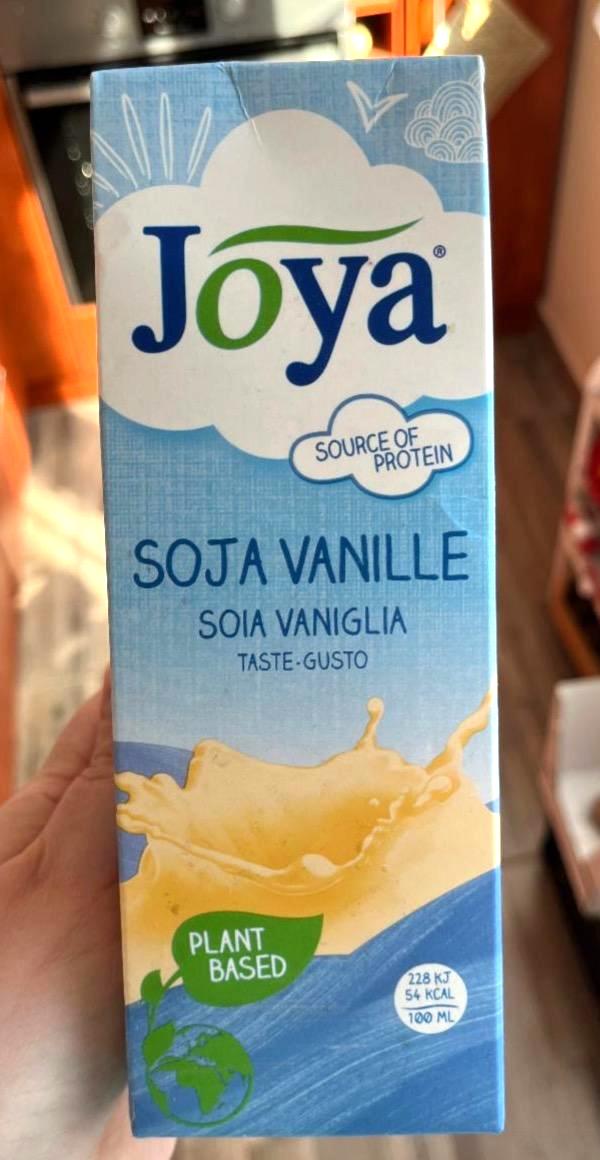 Joya®
SOURCE OF
PROTEIN
SOJA VANILLE
SOIA VANIGLIA
TASTE-GUSTO
PLANT
BASED
228 KJ
54 KCAL
100 ML